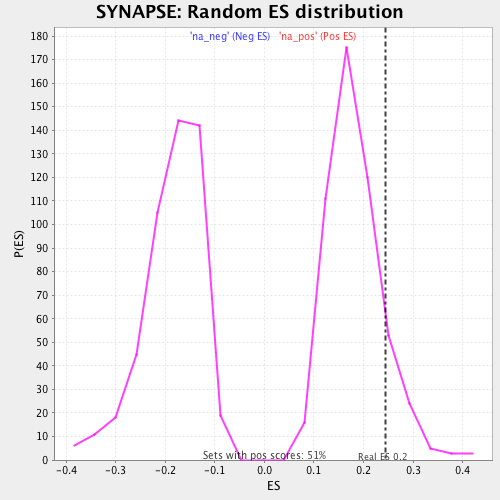 SYNAPSE: Random ES distribution
'na_neg' (Neg ES) 'na_pos' (Pos ES)
180
170
160
150
140
130
120
110
100
90
80
70
60
50
40
30
20
10
0
P(ES)
Sets with pos scores: 51%
Real ES 0.2
-0.4 -0.3 -0.2 -0.1 0.0 0.1 0.2 0.3 0.4
ES